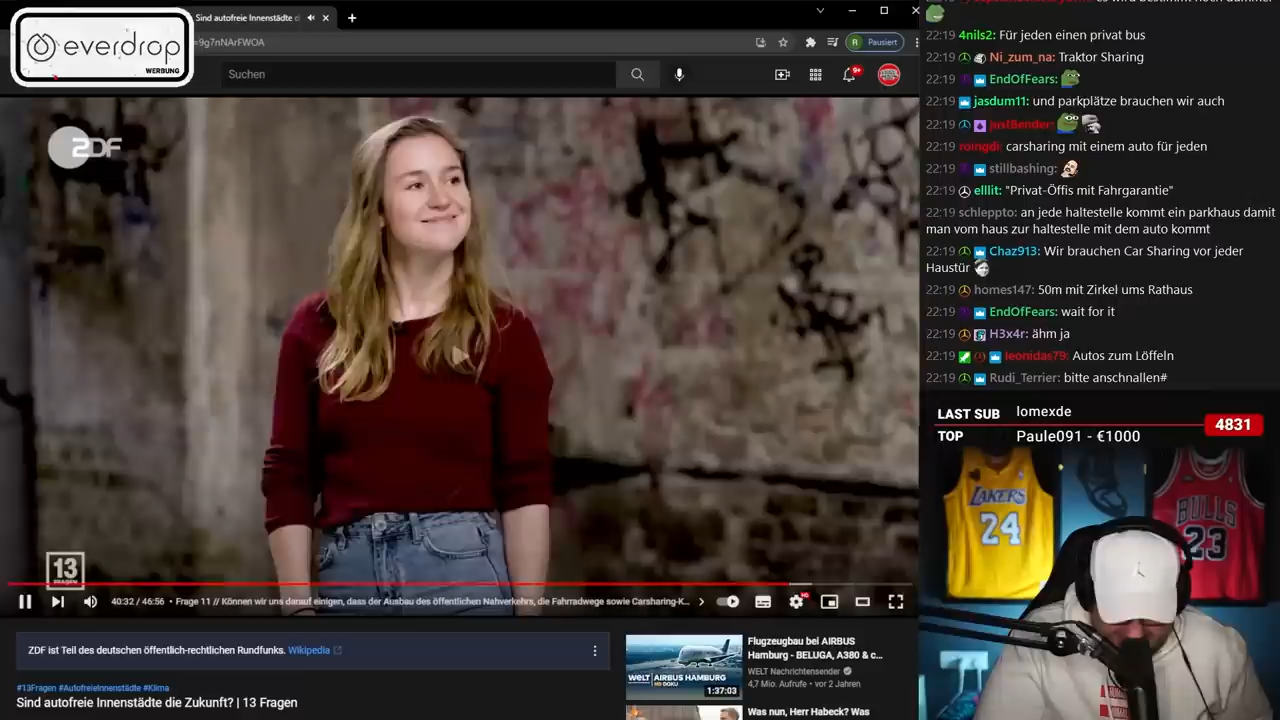 everdrop
WERBUNG
Sind autofreie Innenstädte d
=9g7nNArFWOA
Pausiert
Suchen
9+
ZDF
13
FRAGEN
40:32 / 46:56 • Frage 11 // Können wir uns darauf einigen, dass der Ausbau des öffentlichen Nahverkehrs, die Fahrradwege sowie Carsharing-K...
ZDF ist Teil des deutschen öffentlich-rechtlichen Rundfunks. Wikipedia
#13Fragen #AutofreieInnenstädte #Klima
Sind autofreie Innenstädte die Zukunft? | 13 Fragen
WELT AIRBUS HAMBURG
HD DOKU
1:37:03
Flugzeugbau bei AIRBUS
Hamburg - BELUGA, A380 & c...
WELT Nachrichtensender
4,7 Mio. Aufrufe • vor 2 Jahren
Was nun, Herr Habeck? Was
22:19 4nils2: Für jeden einen privat bus
22:19 Ni_zum_na: Traktor Sharing
22:19 EndOfFears:
22:19 jasdum11: und parkplätze brauchen wir auch
22:19 justBender:
22:19 romgdi: carsharing mit einem auto für jeden
22:19 stillbashing:
22:19 elllit: "Privat-Öffis mit Fahrgarantie"
22:19 schleppto: an jede haltestelle kommt ein parkhaus damit
man vom haus zur haltestelle mit dem auto kommt
22:19 Chaz913: Wir brauchen Car Sharing vor jeder
Haustür
22:19 homes147: 50m mit Zirkel ums Rathaus
22:19 EndOfFears: wait for it
22:19 H3x4r: ähm ja
22:19 leonidas79: Autos zum Löffeln
22:19 Rudi_Terrier: bitte anschnallen#
LAST SUB lomexde
4831
TOP Paule091 - €1000
LAKERS
24
BULLS
23